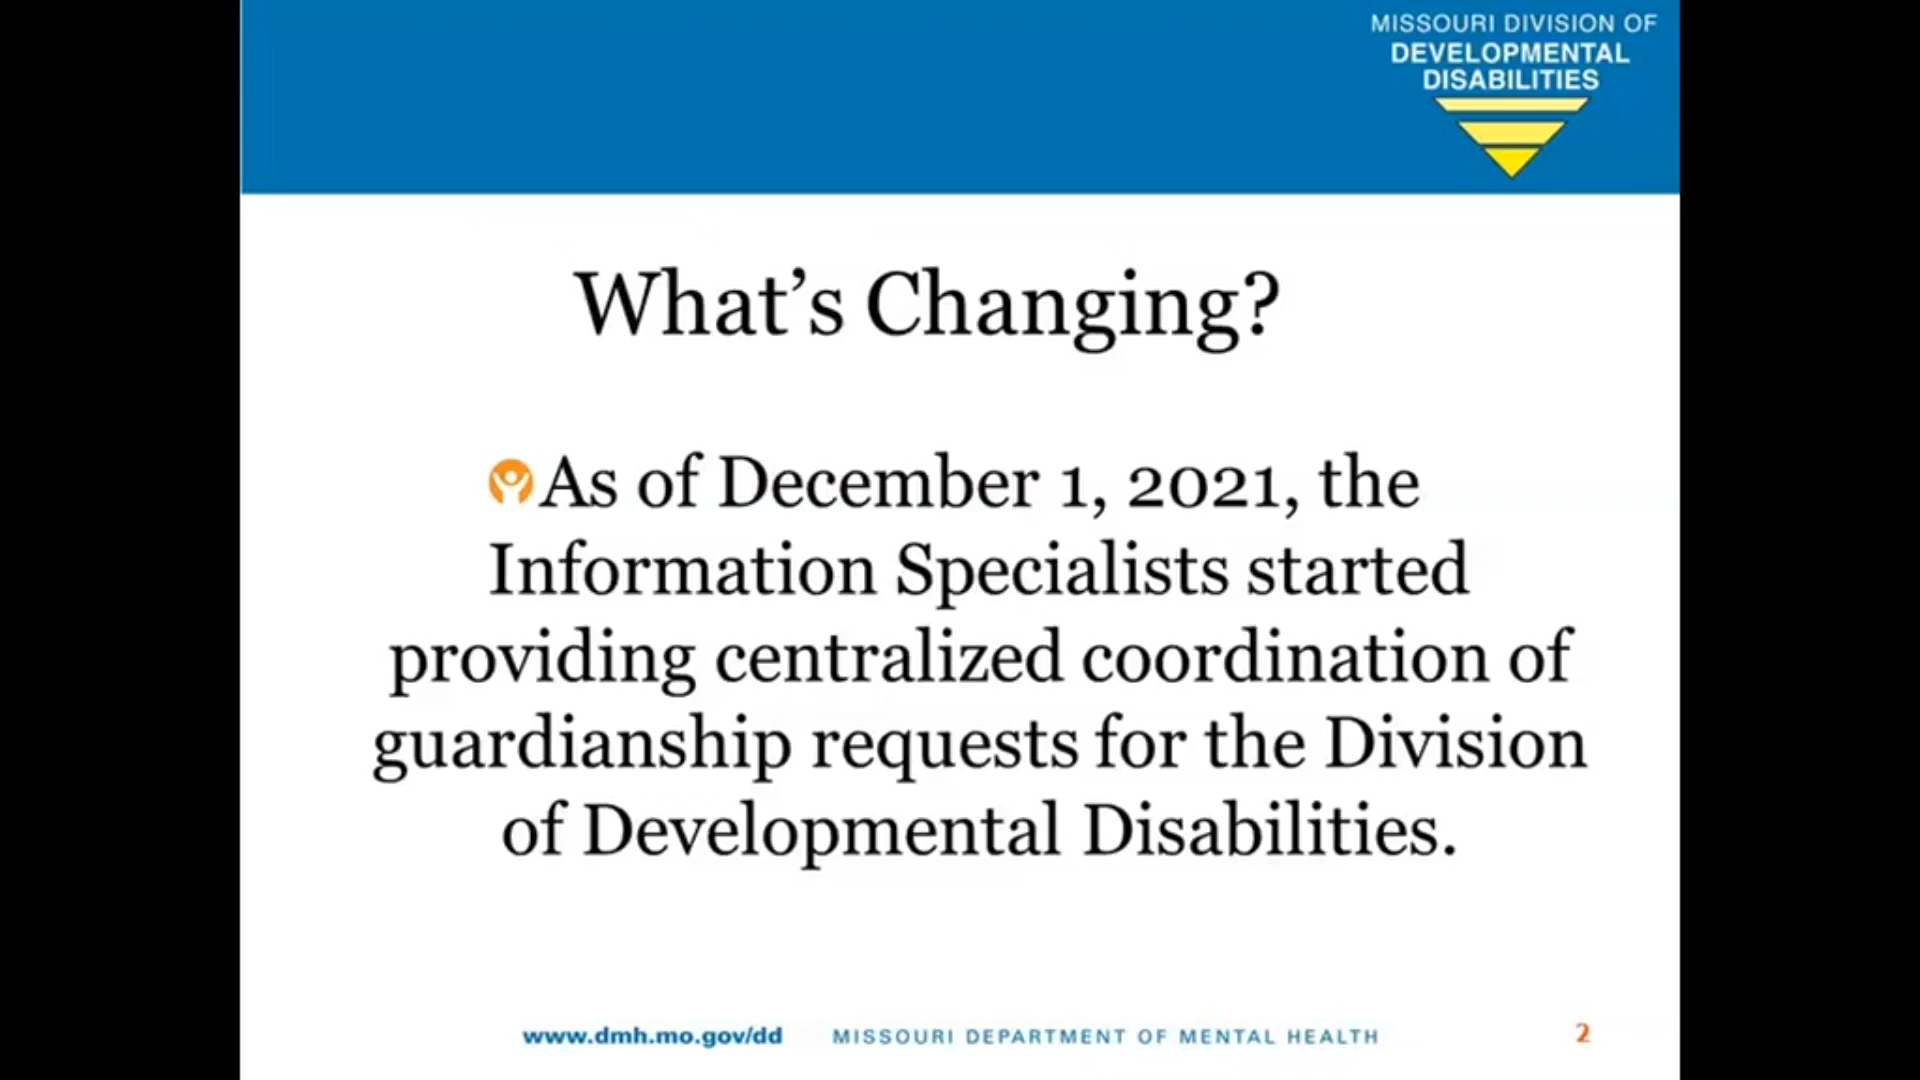 MISSOURI DIVISION OF
DEVELOPMENTAL
DISABILITIES
What’s Changing?
As of December 1, 2021, the
Information Specialists started
providing centralized coordination of
guardianship requests for the Division
of Developmental Disabilities.
www.dmh.mo.gov/dd MISSOURI DEPARTMENT OF MENTAL HEALTH 2